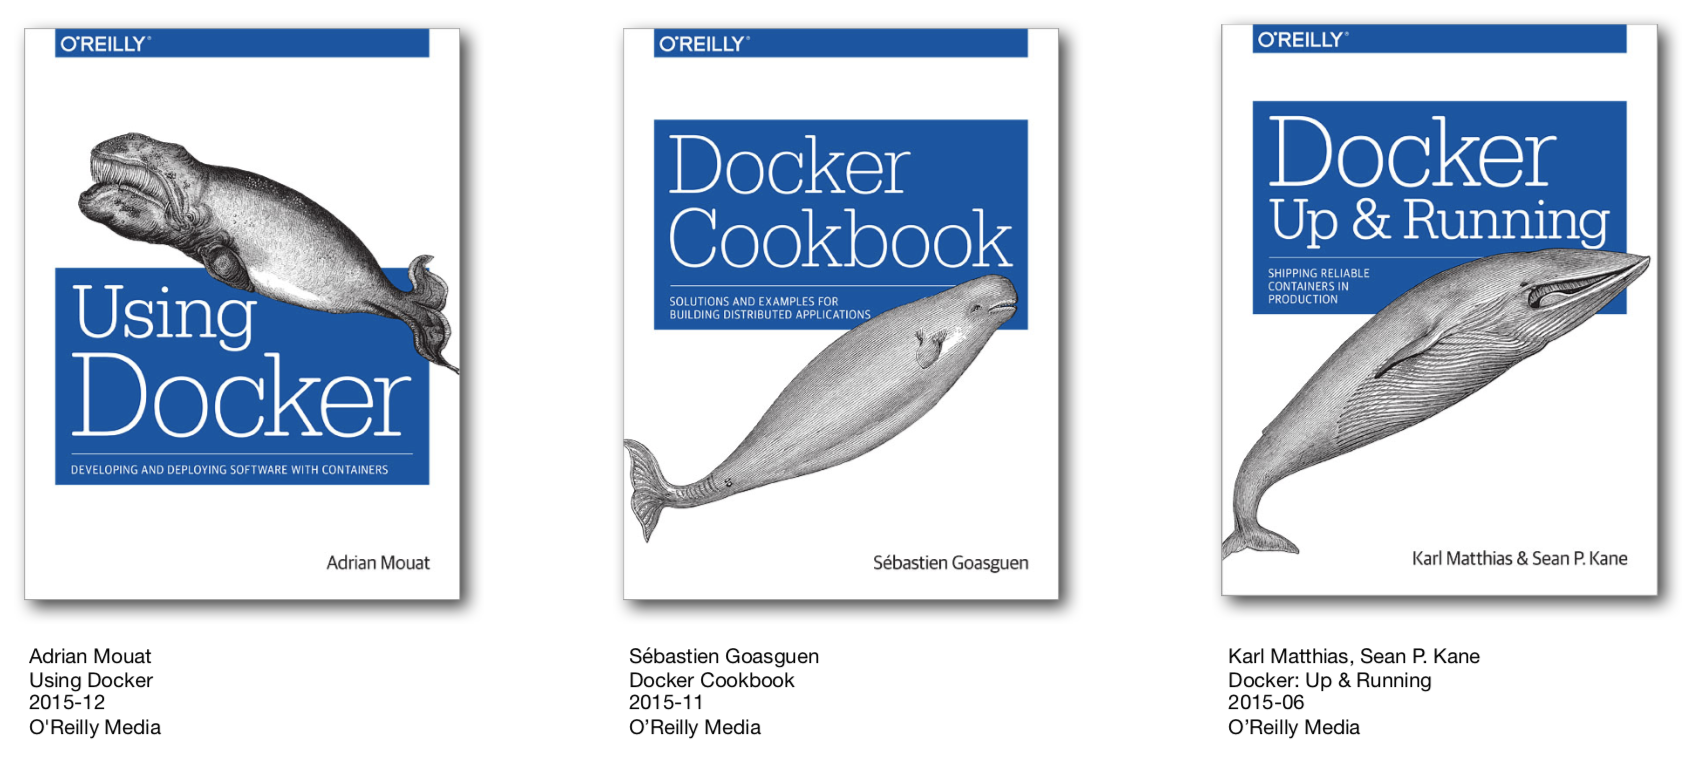 O'REILLY®
Using
Docker
DEVELOPING AND DEPLOYING SOFTWARE WITH CONTAINERS
Adrian Mouat
Adrian Mouat
Using Docker
2015-12
O'Reilly Media
O'REILLY®
Docker
Cookbook
SOLUTIONS AND EXAMPLES FOR
BUILDING DISTRIBUTED APPLICATIONS
Sébastien Goasguen
Sébastien Goasguen
Docker Cookbook
2015-11
O’Reilly Media
O'REILLY®
Docker
Up & Running
SHIPPING RELIABLE
CONTAINERS IN
PRODUCTION
Karl Matthias & Sean P. Kane
Karl Matthias, Sean P. Kane
Docker: Up & Running
2015-06
O’Reilly Media